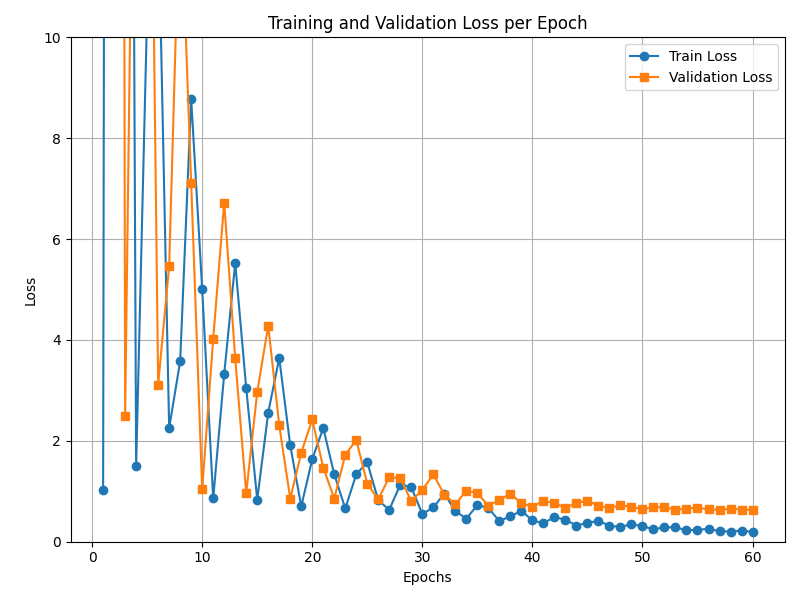 Training and Validation Loss per Epoch
10
8
6
4
2
0
Loss
Train Loss
Validation Loss
0 10 20 30 40 50 60
Epochs